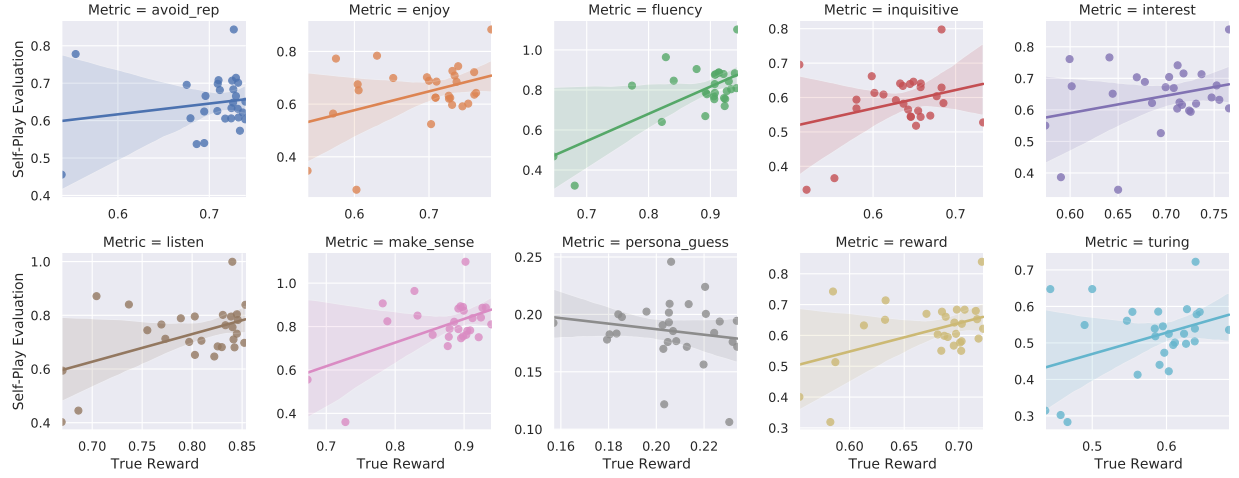 Metric = avoid_rep Metric = enjoy Metric = fluency Metric = inquisitive Metric = interest
Self-Play Evaluation
0.8 0.7 0.6 0.5 0.4
0.6 0.7
0.8 0.6 0.4
0.6 0.7
1.0 0.8 0.6 0.4
0.7 0.8 0.9
0.8 0.7 0.6 0.5 0.4
0.6 0.7
0.8 0.7 0.6 0.5 0.4
0.60 0.65 0.70 0.75
Metric = listen Metric = make_sense Metric = persona_guess Metric = reward Metric = turing
Self-Play Evaluation
1.0 0.8 0.6 0.4
0.70 0.75 0.80 0.85
True Reward
1.0 0.8 0.6 0.4
0.7 0.8 0.9
True Reward
0.25 0.20 0.15 0.10
0.16 0.18 0.20 0.22
True Reward
0.8 0.7 0.6 0.5 0.4 0.3
0.60 0.65 0.70
True Reward
0.7 0.6 0.5 0.4 0.3
0.5 0.6
True Reward